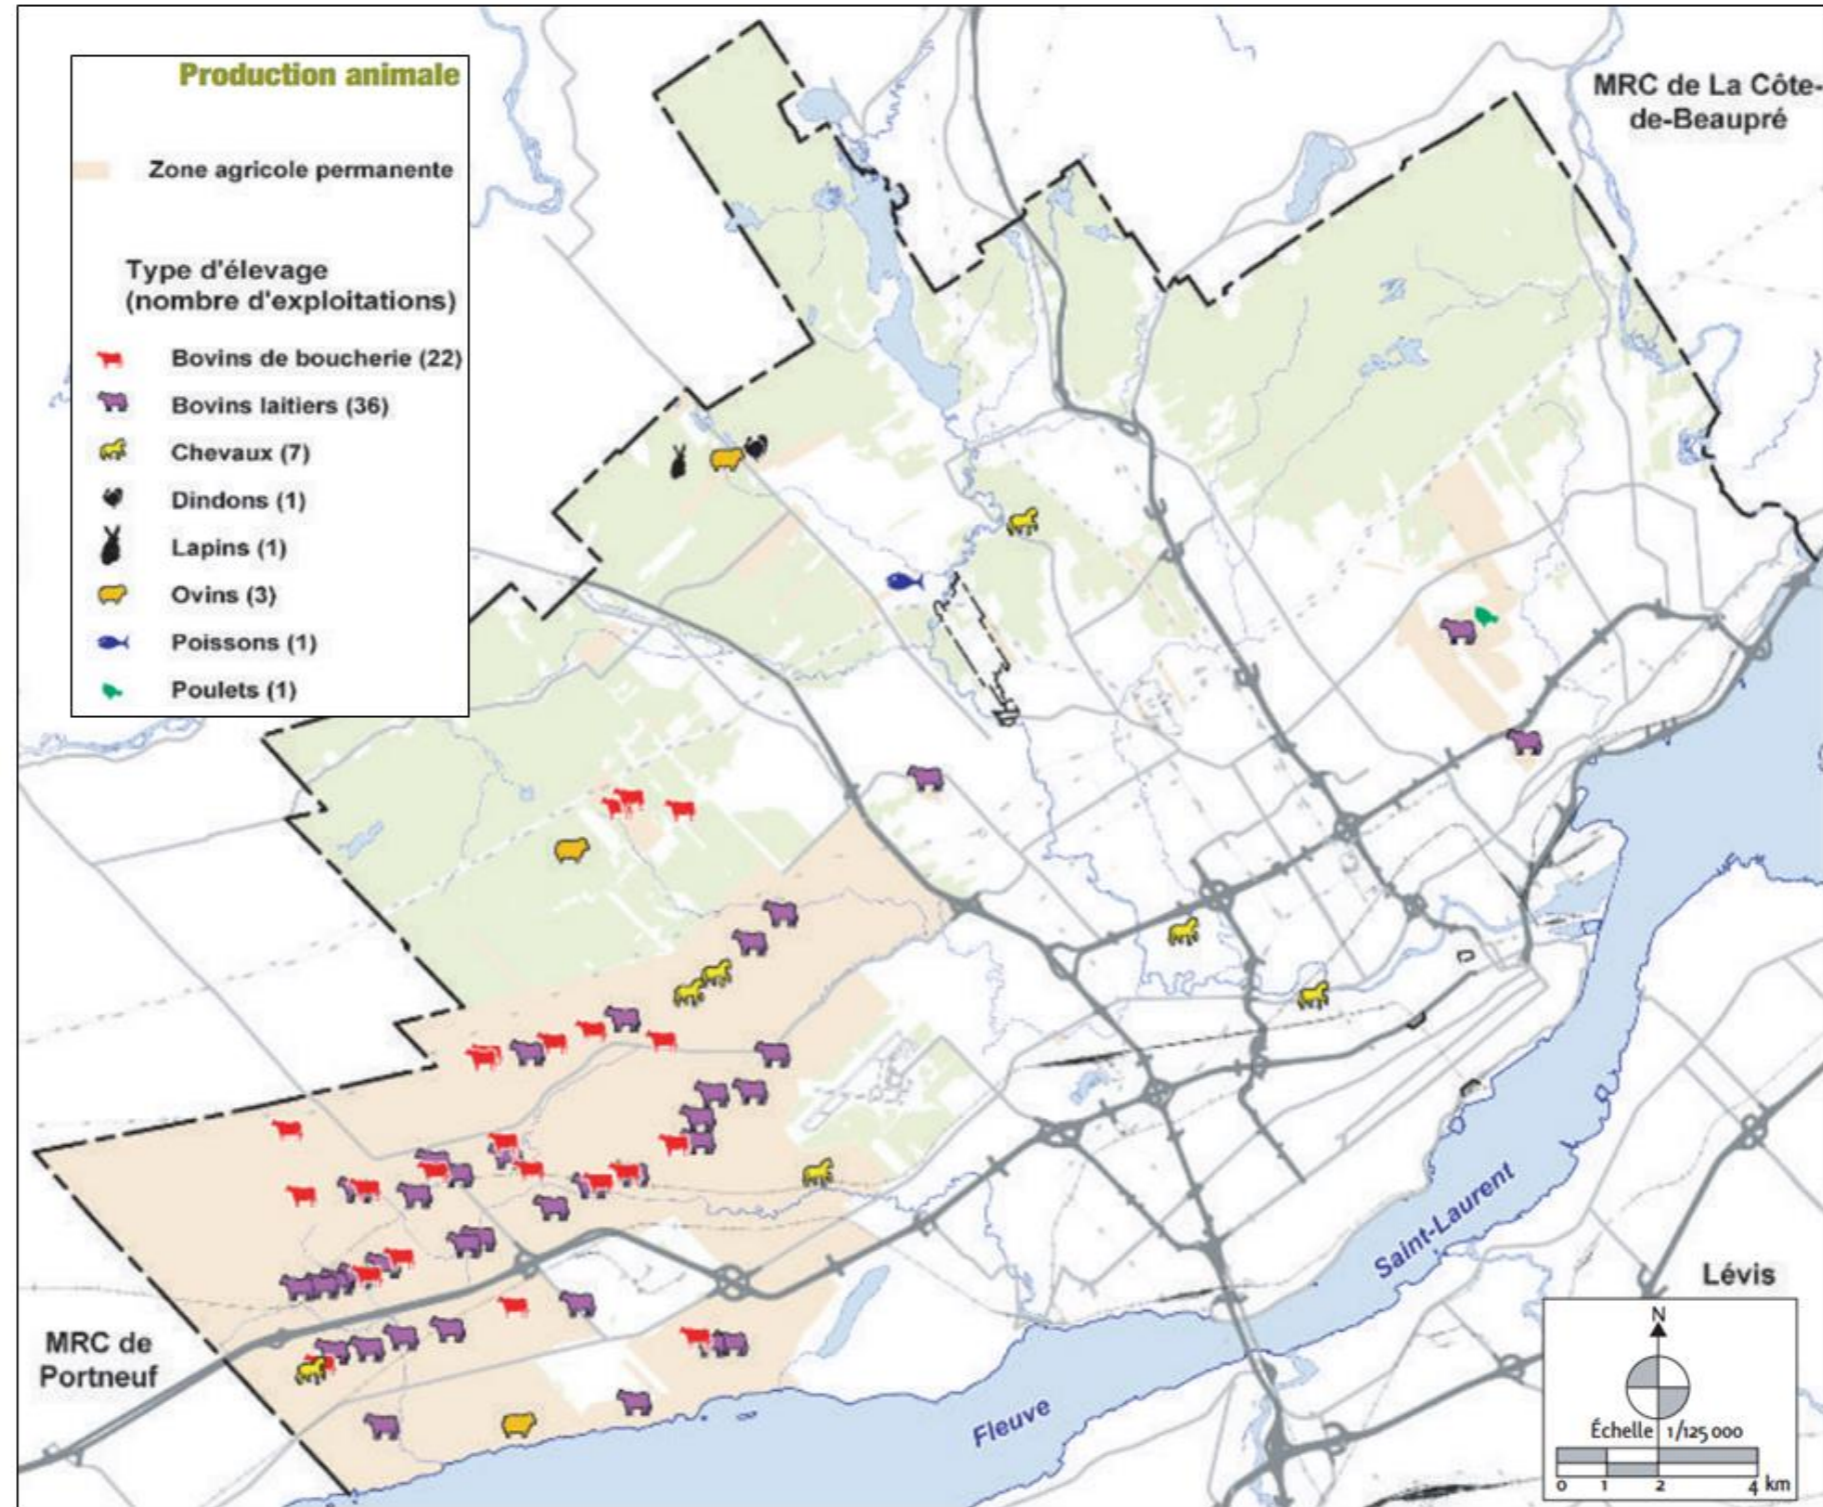 Production animale
Zone agricole permanente
Type d'élevage
(nombre d'exploitations)
Bovins de boucherie (22)
Bovins laitiers (36)
Chevaux (7)
Dindons (1)
Lapins (1)
Ovins (3)
Poissons (1)
Poulets (1)
MRC de La Côte-
de-Beaupré
MRC de
Portneuf
Fleuve
Saint-Laurent
Lévis
N
Échelle 1/125 000
0 1 2 4 km